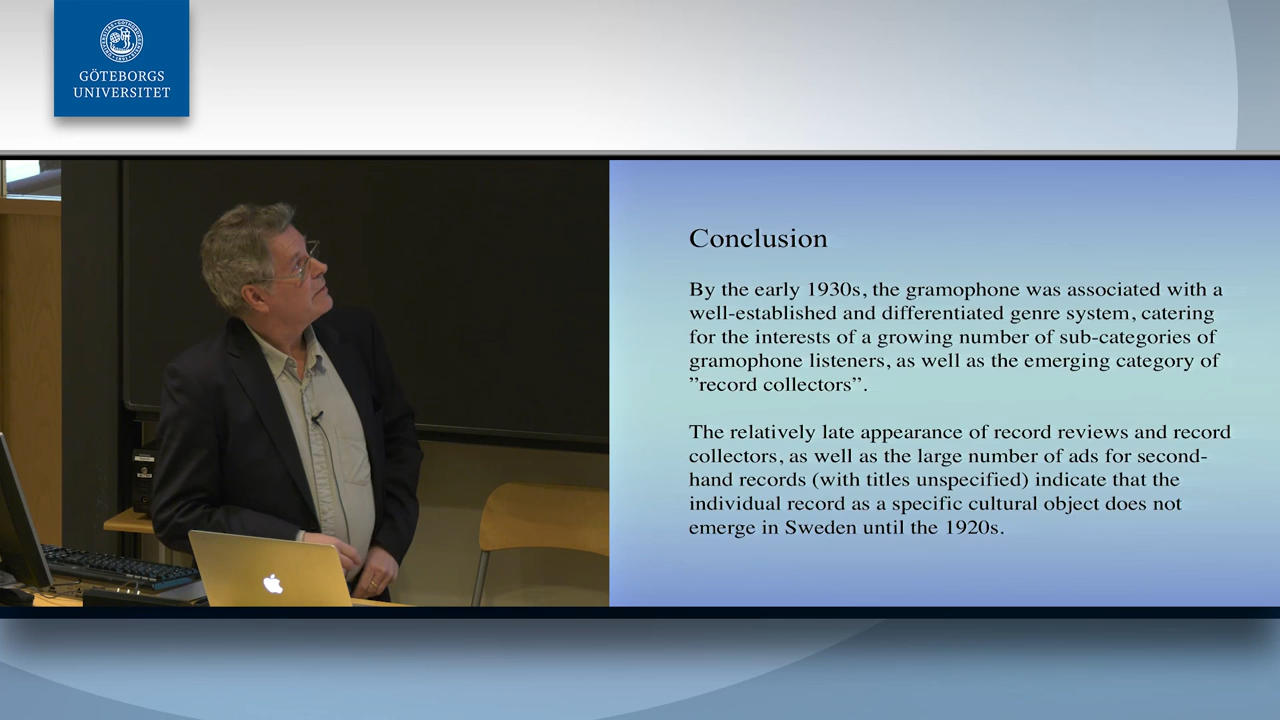 GÖTEBORGS
UNIVERSITET
Conclusion
By the early 1930s, the gramophone was associated with a
well-established and differentiated genre system, catering
for the interests of a growing number of sub-categories of
gramophone listeners, as well as the emerging category of
”record collectors”.
The relatively late appearance of record reviews and record
collectors, as well as the large number of ads for second-
hand records (with titles unspecified) indicate that the
individual record as a specific cultural object does not
emerge in Sweden until the 1920s.